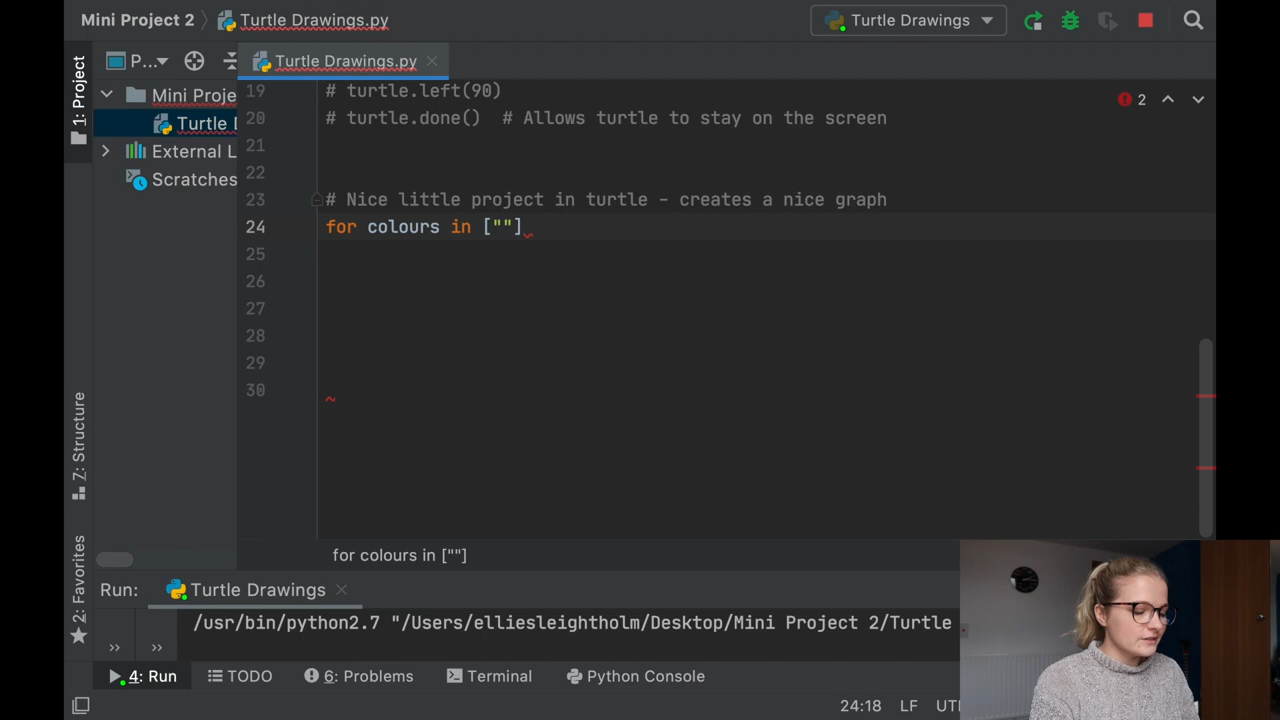 Mini Project 2
Turtle Drawings.py
Turtle Drawings
1: Project
P...
Turtle Drawings.py
Mini Proje
Turtle D
External L
Scratches
19 # turtle.left(90)
20 # turtle.done()  # Allows turtle to stay on the screen
21
22
23 # Nice little project in turtle - creates a nice graph
24 for colours in [""]
25
26
27
28
29
30
2
Z: Structure
2: Favorites
for colours in [""]
Run:
Turtle Drawings
/usr/bin/python2.7 "/Users/elliesleightholm/Desktop/Mini Project 2/Turtle
4: Run
TODO
6: Problems
Terminal
Python Console
24:18
LF
UT